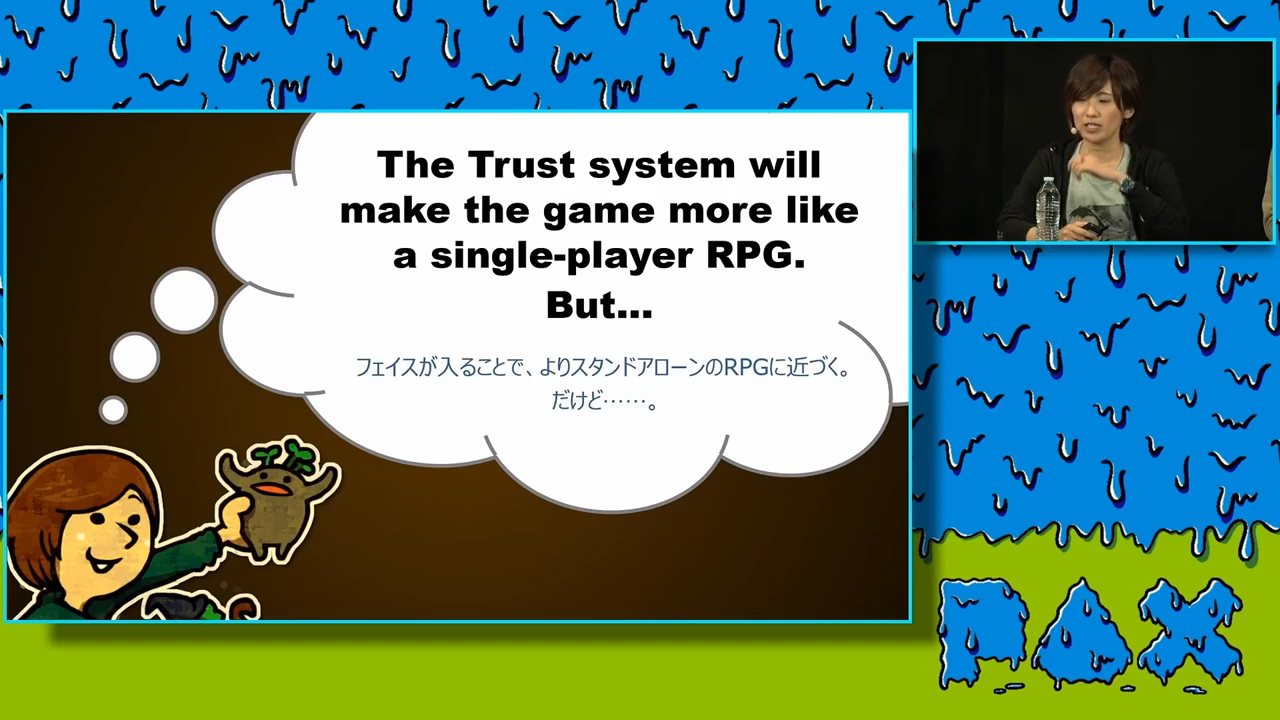 The Trust system will
make the game more like
a single-player RPG.
But...
フェイスが入ることで、よりスタンドアローンのRPGに近づく。
だけど……。
PAX